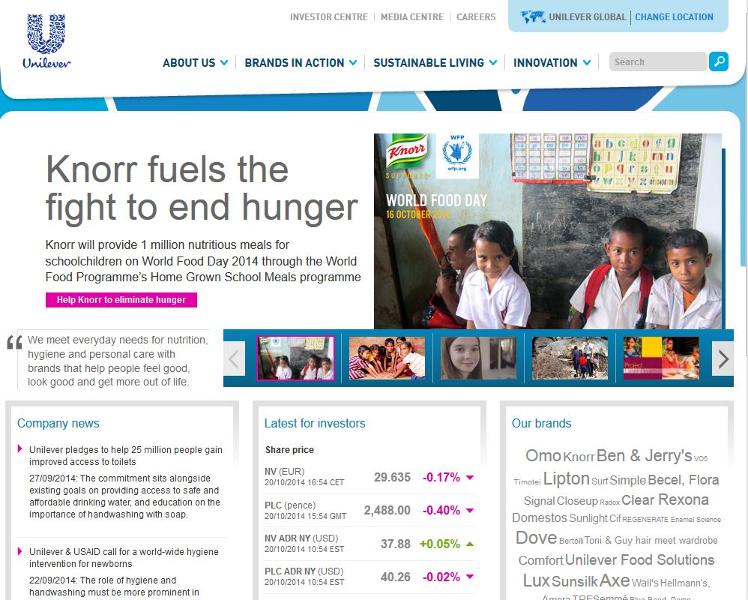 INVESTOR CENTRE | MEDIA CENTRE | CAREERS
UNILEVER GLOBAL | CHANGE LOCATION
Unilever
ABOUT US
BRANDS IN ACTION
SUSTAINABLE LIVING
INNOVATION
Search
Knorr fuels the
fight to end hunger
Knorr will provide 1 million nutritious meals for
schoolchildren on World Food Day 2014 through the World
Food Programme's Home Grown School Meals programme
Help Knorr to eliminate hunger
Knorr
SUPPORTS
WFP
wfp.org
WORLD FOOD DAY
16 OCTOBER
We meet everyday needs for nutrition,
hygiene and personal care with
brands that help people feel good,
look good and get more out of life.
Project
Company news
Unilever pledges to help 25 million people gain
improved access to toilets
27/09/2014: The commitment sits alongside
existing goals on providing access to safe and
affordable drinking water, and education on the
importance of handwashing with soap.
Unilever & USAID call for a world-wide hygiene
intervention for newborns
22/09/2014: The role of hygiene and
handwashing must be more prominent in
Latest for investors
Share price
NV (EUR)
20/10/2014 16:54 CET
29.635 -0.17%
PLC (pence)
20/10/2014 15:54 GMT
2,488.00 -0.40%
NV ADR NY (USD)
20/10/2014 10:54 EST
37.88 +0.05%
PLC ADR NY (USD)
20/10/2014 10:54 EST
40.26 -0.02%
Our brands
Omo Knorr Ben & Jerry's VO5
Timotei Lipton Surf Simple Becel, Flora
Signal Closeup Radox Clear Rexona
Domestos Sunlight Cif REGENERATE Enamel Science
Dove Bertolli Toni & Guy hair meet wardrobe
Comfort Unilever Food Solutions
Lux Sunsilk Axe Wall's Hellmann's,
Amora TRESemmé Blue Band, Rama